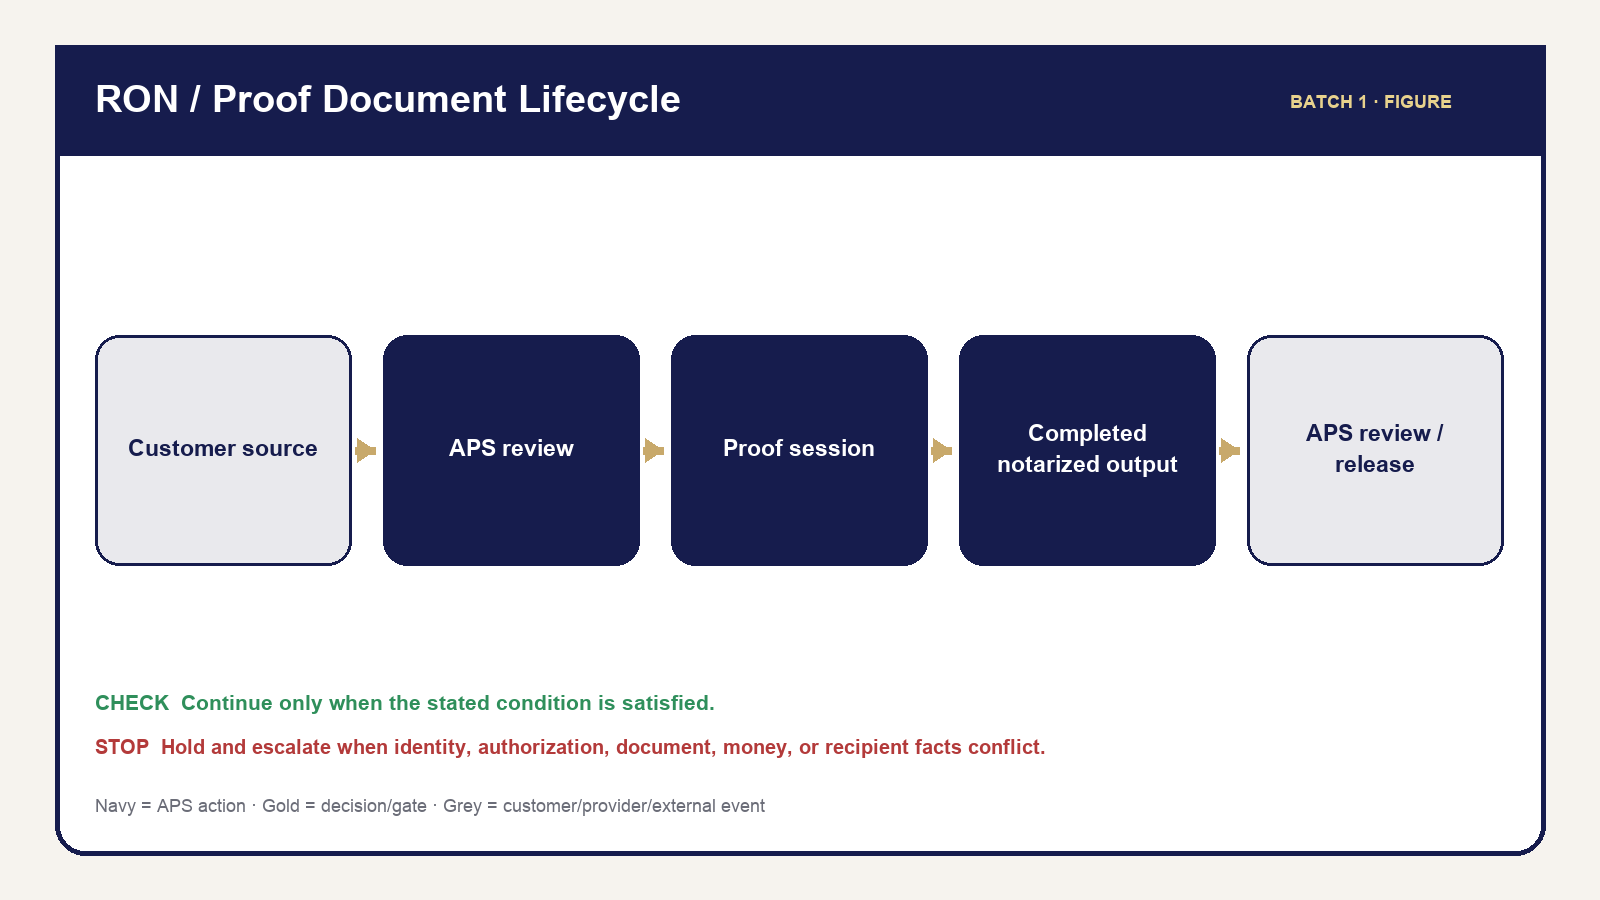 RON / Proof Document Lifecycle
BATCH 1 · FIGURE
Customer source
APS review
Proof session
Completed
notarized output
APS review /
release
CHECK  Continue only when the stated condition is satisfied.
STOP  Hold and escalate when identity, authorization, document, money, or recipient facts conflict.
Navy = APS action · Gold = decision/gate · Grey = customer/provider/external event